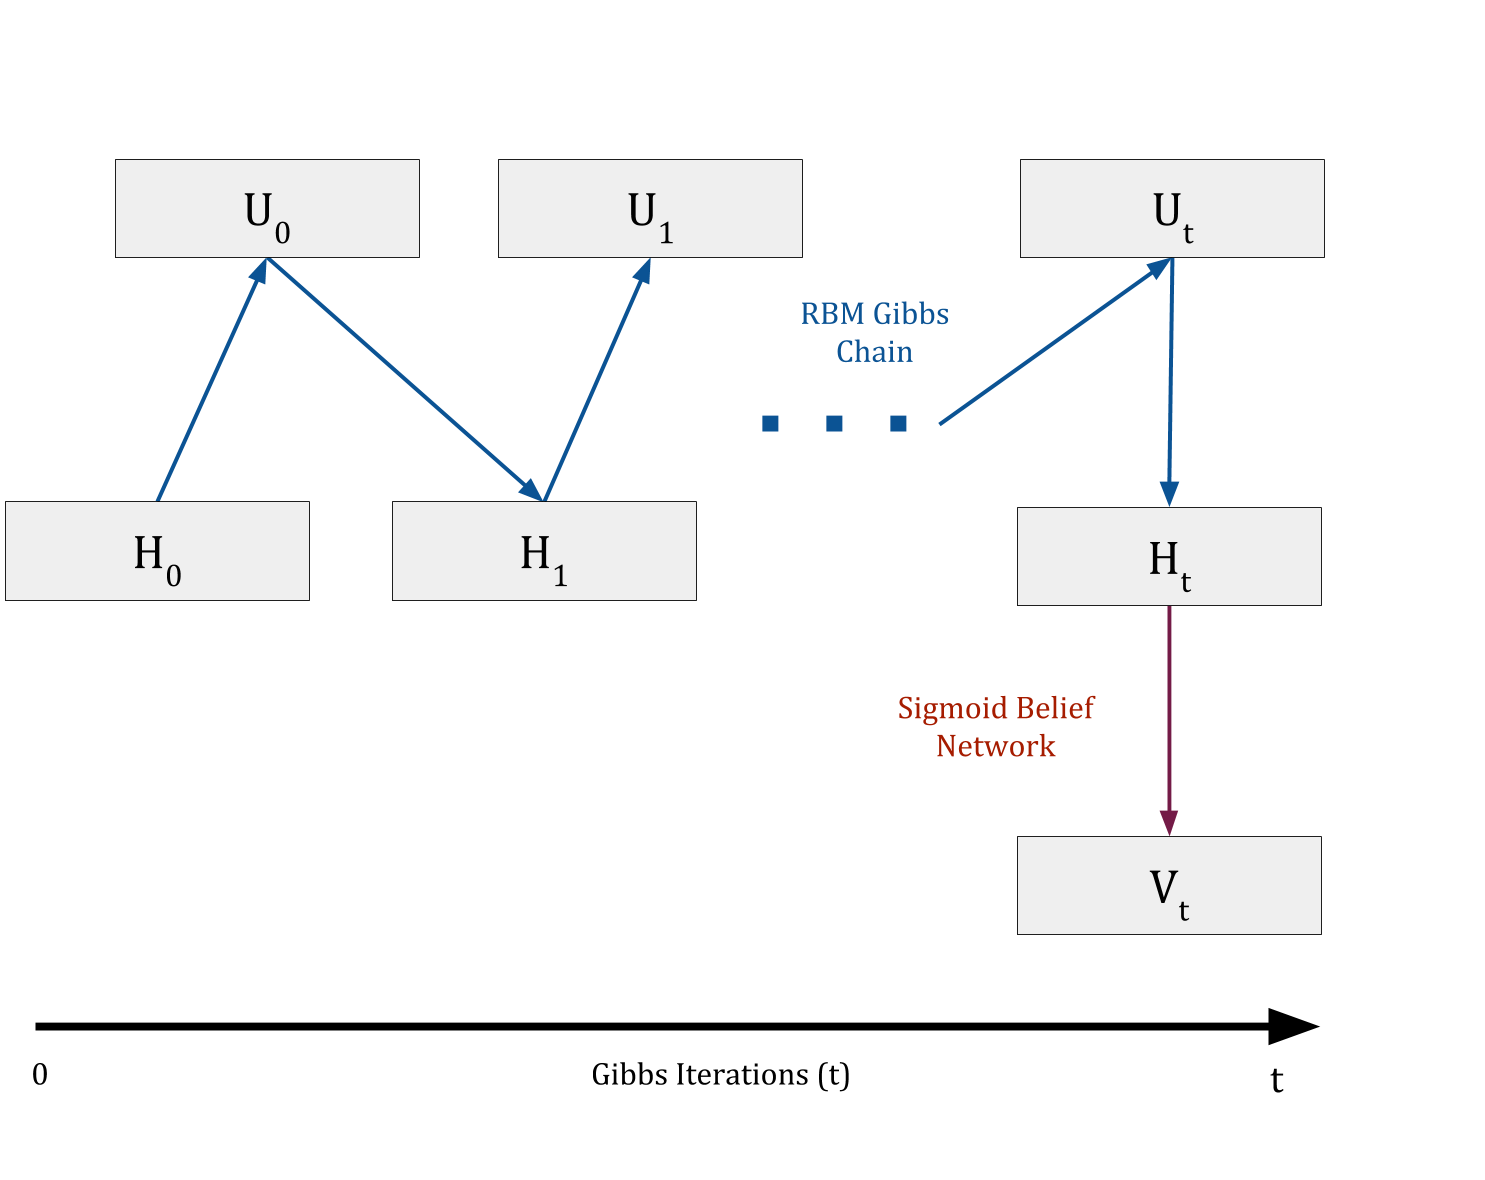 U0
U1
Ut
RBM Gibbs
Chain
H0
H1
Ht
Sigmoid Belief
Network
Vt
0
Gibbs Iterations (t)
t